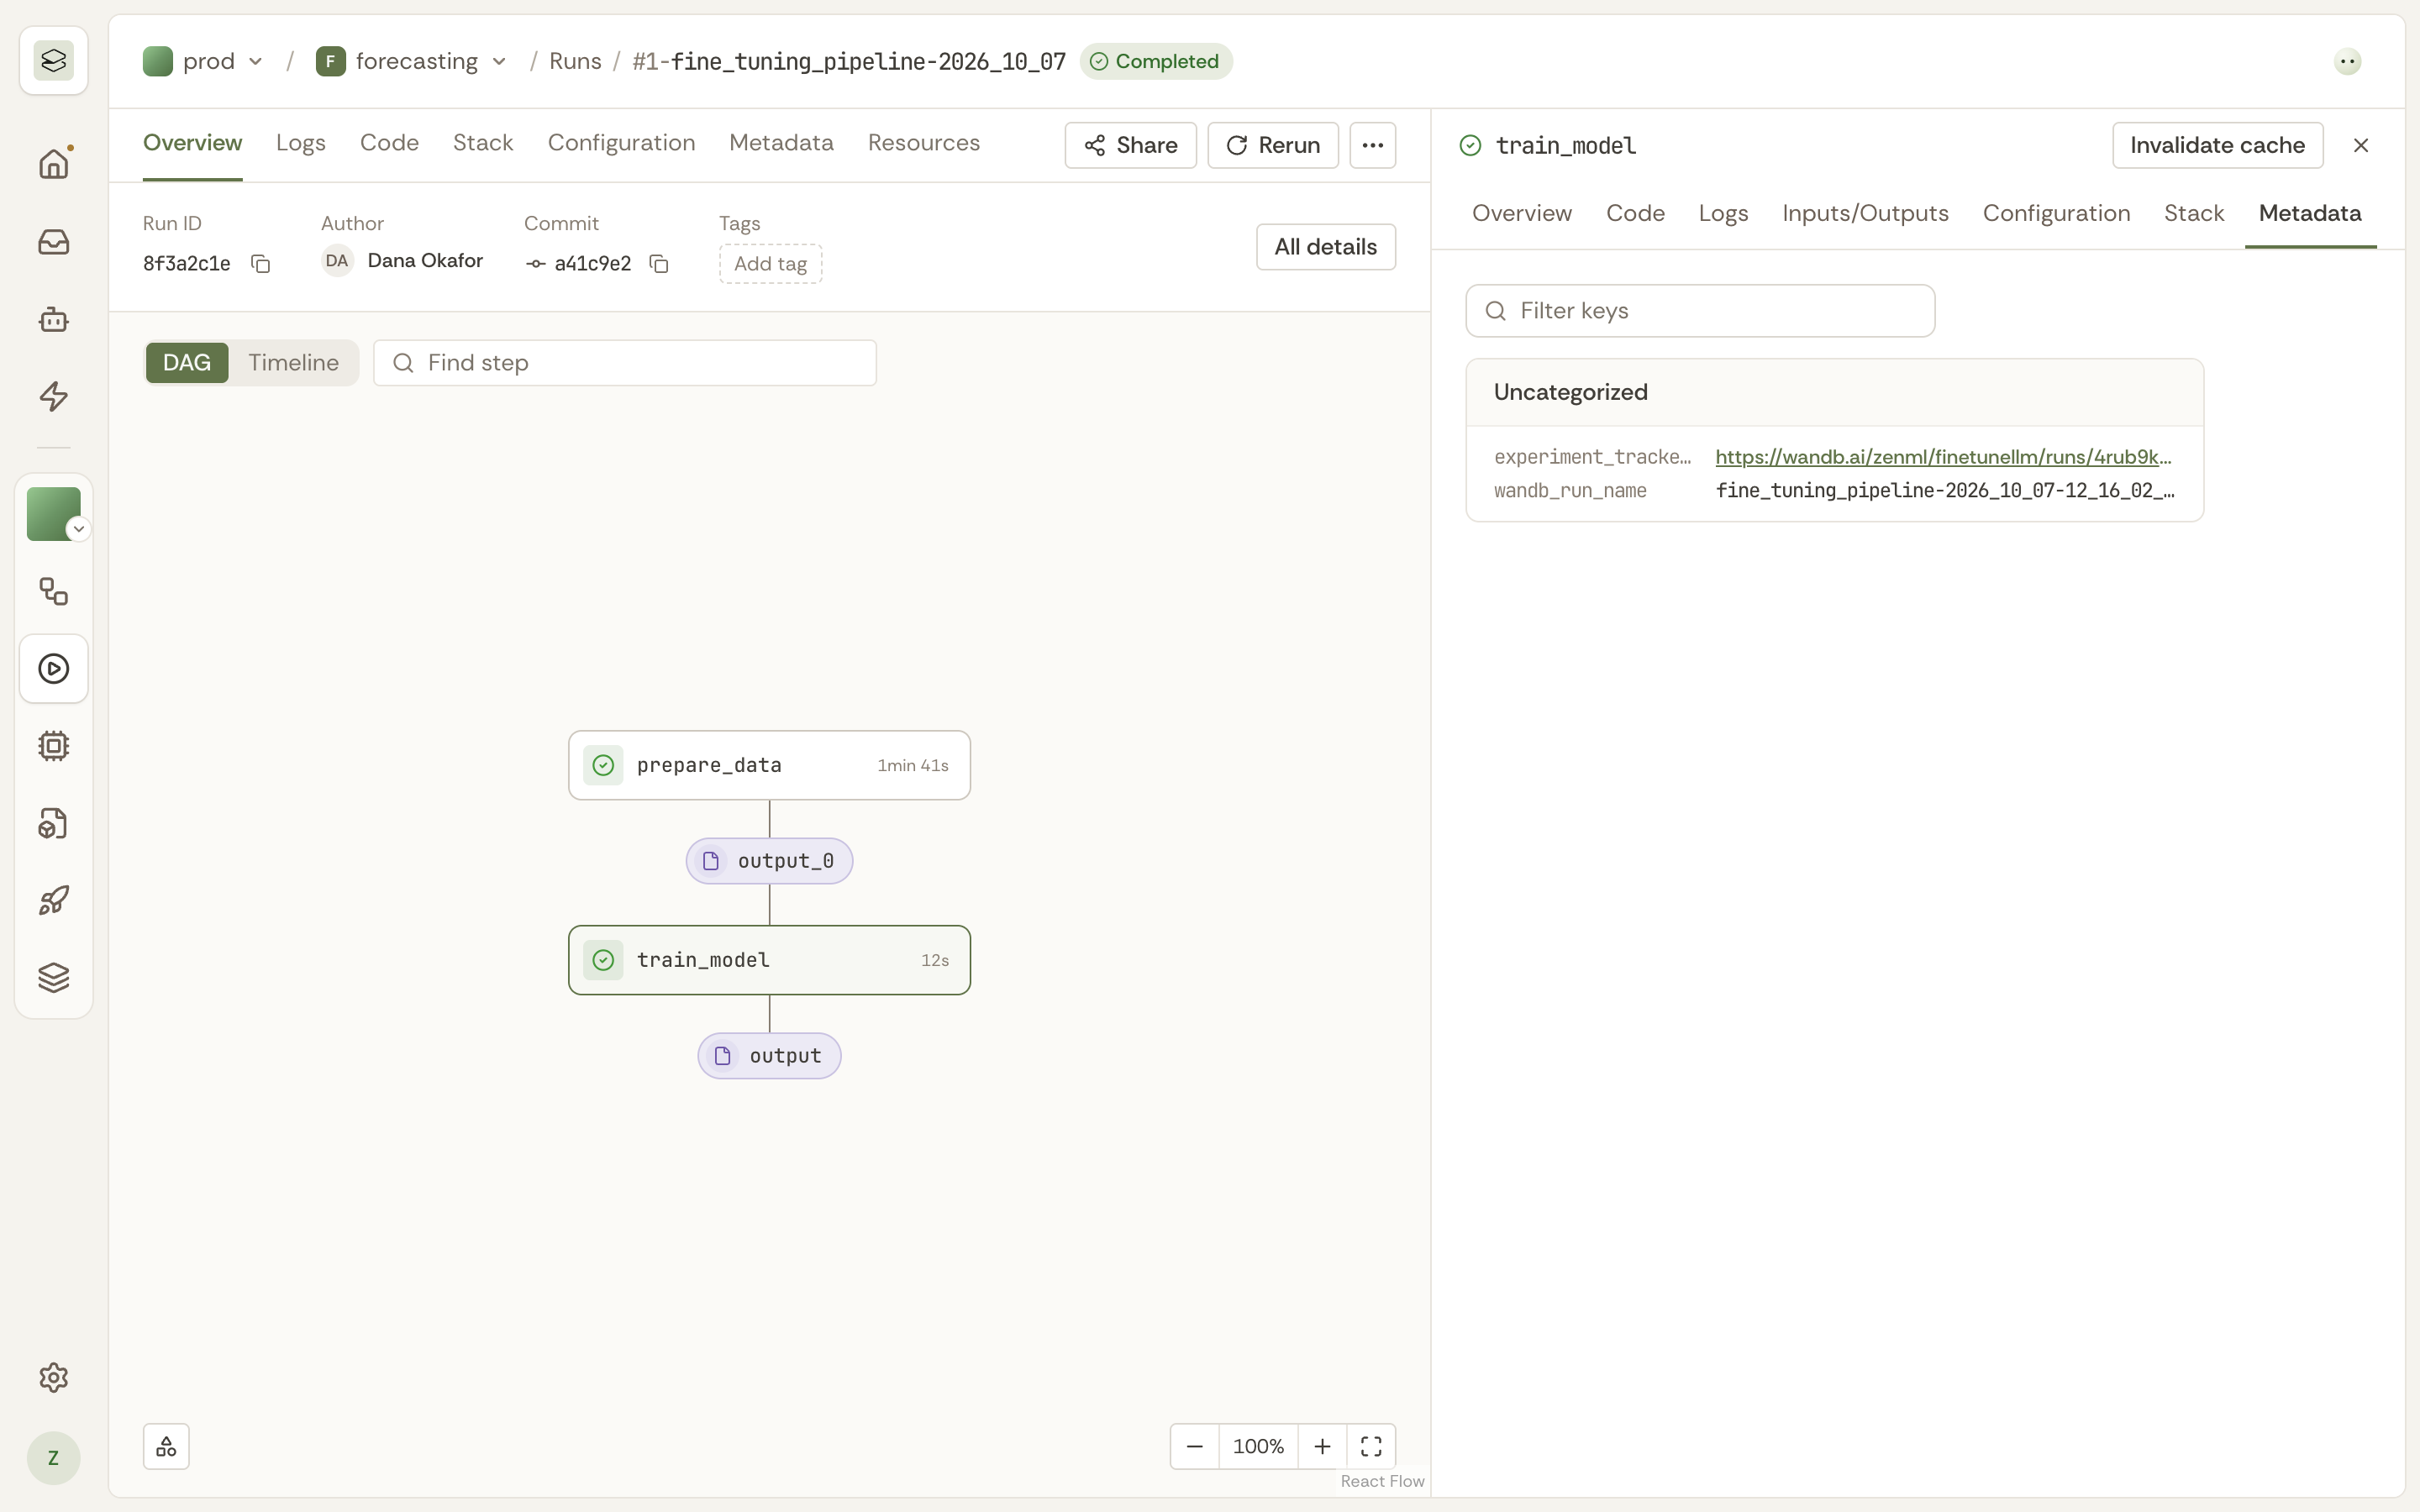 prod / F forecasting / Runs / #1-fine_tuning_pipeline-2026_10_07 Completed
Overview Logs Code Stack Configuration Metadata Resources Share Rerun
Run ID Author Commit Tags
8f3a2c1e DA Dana Okafor a41c9e2 Add tag
All details
DAG Timeline Find step
prepare_data 1min 41s
output_0
train_model 12s
output
100%
React Flow
Z
train_model Invalidate cache
Overview Code Logs Inputs/Outputs Configuration Stack Metadata
Filter keys
Uncategorized
experiment_tracke… https://wandb.ai/zenml/finetunellm/runs/4rub9k…
wandb_run_name fine_tuning_pipeline-2026_10_07-12_16_02_…